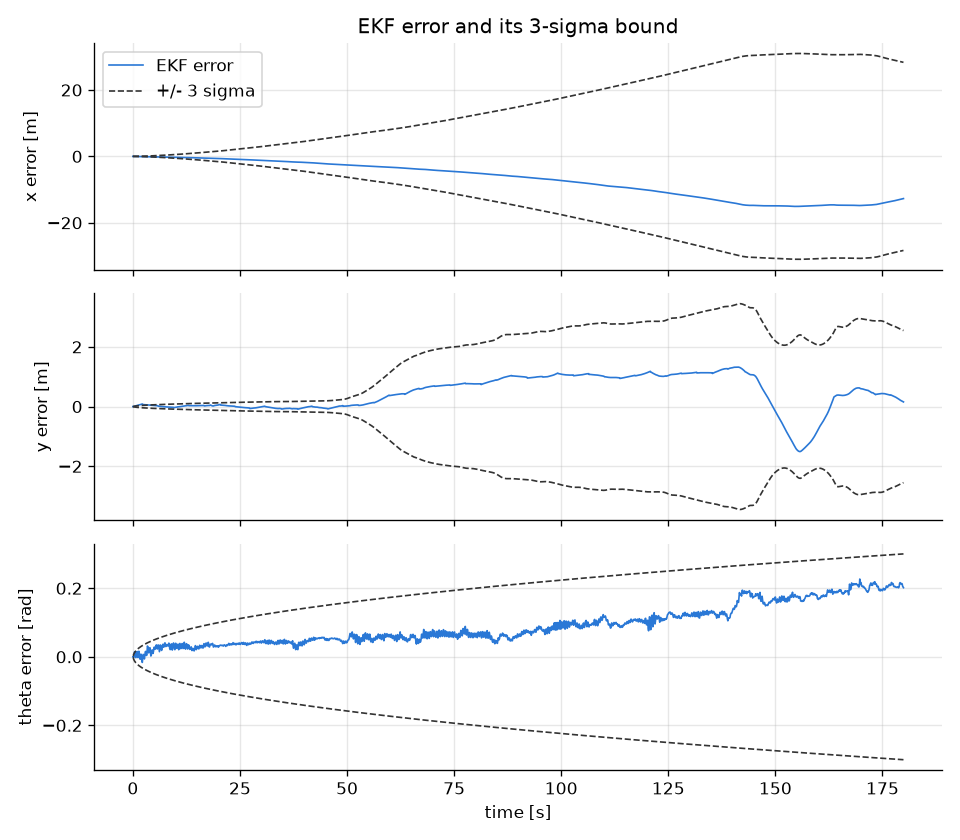 EKF error and its 3-sigma bound
EKF error
+/- 3 sigma
x error [m]
20
0
−20
y error [m]
2
0
−2
theta error [rad]
0.2
0.0
−0.2
0 25 50 75 100 125 150 175
time [s]